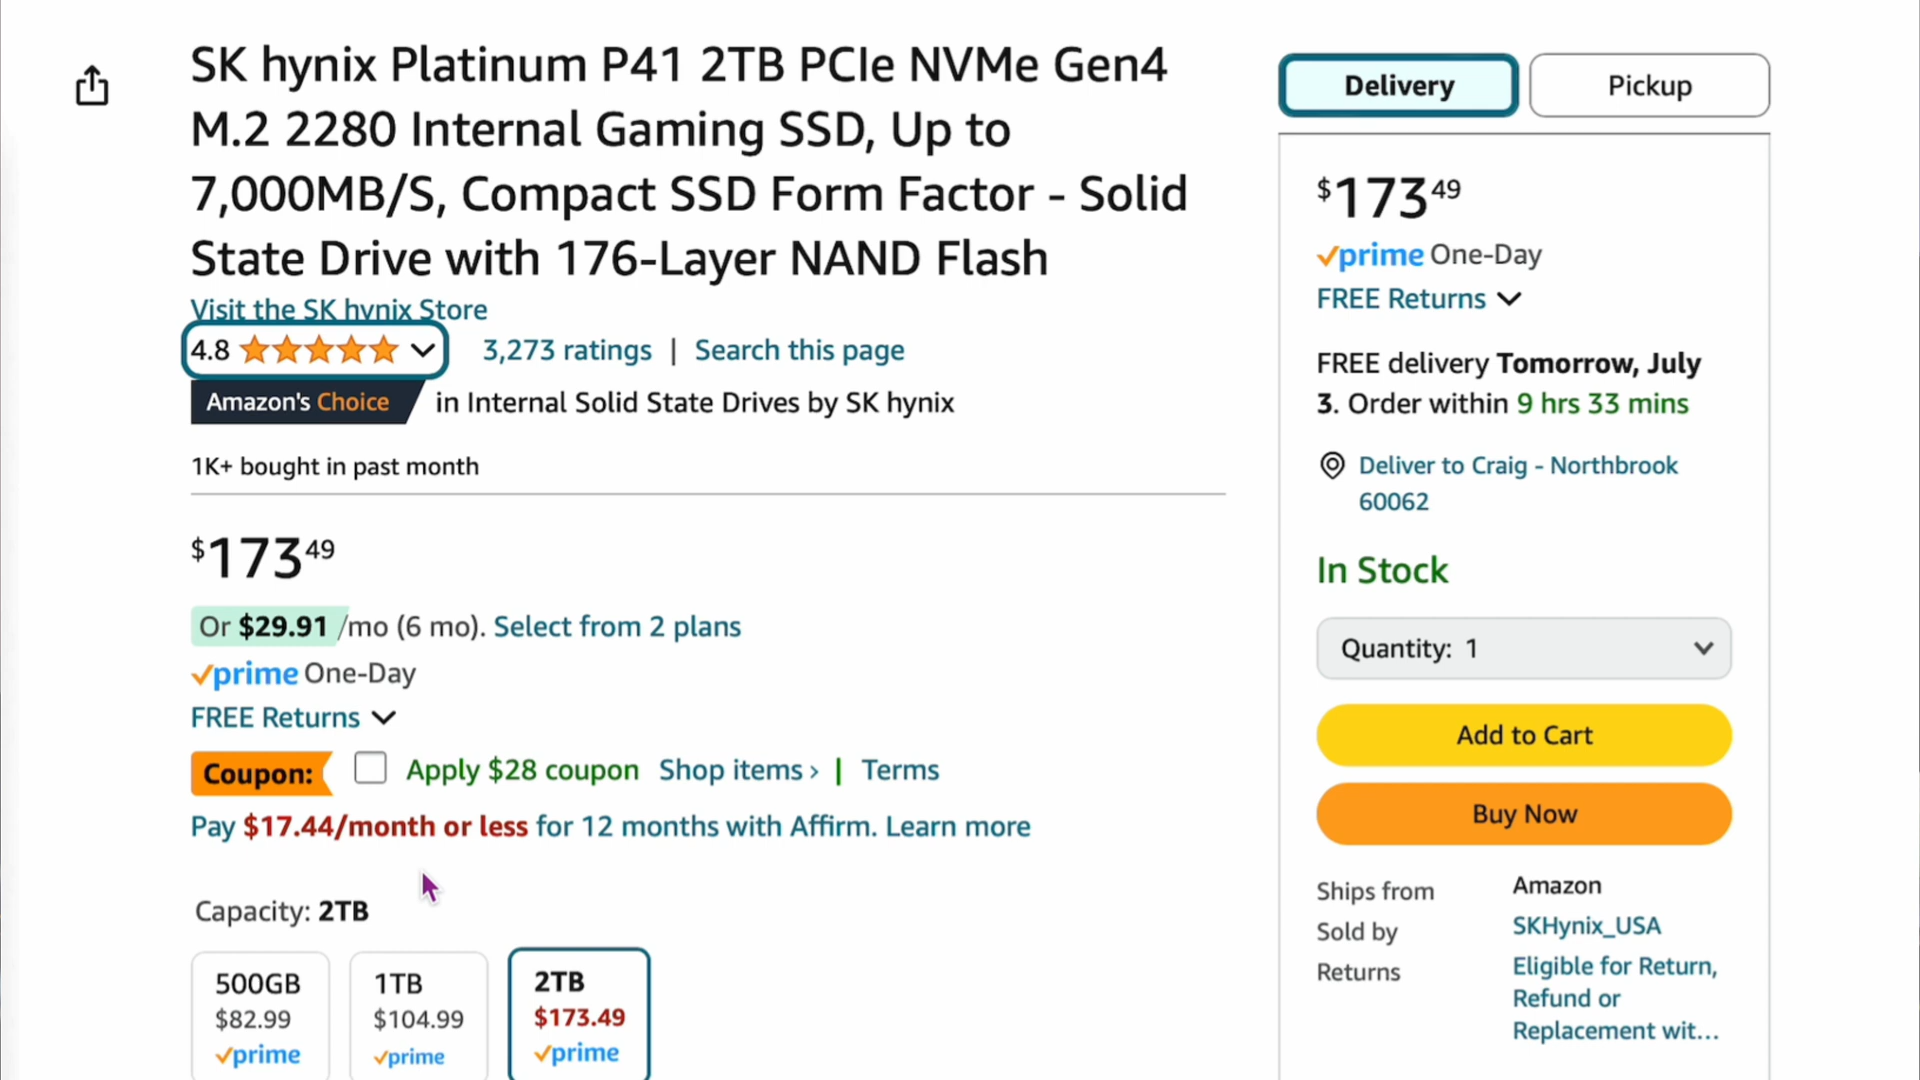 SK hynix Platinum P41 2TB PCIe NVMe Gen4
M.2 2280 Internal Gaming SSD, Up to
7,000MB/S, Compact SSD Form Factor - Solid
State Drive with 176-Layer NAND Flash
Visit the SK hynix Store
4.8 3,273 ratings | Search this page
Amazon's Choice in Internal Solid State Drives by SK hynix
1K+ bought in past month
$173 49
Or $29.91 /mo (6 mo). Select from 2 plans
prime One-Day
FREE Returns
Coupon: Apply $28 coupon Shop items › | Terms
Pay $17.44/month or less for 12 months with Affirm. Learn more
Capacity: 2TB
500GB
$82.99
prime
1TB
$104.99
prime
2TB
$173.49
prime
Delivery
Pickup
$173 49
prime One-Day
FREE Returns
FREE delivery Tomorrow, July
3. Order within 9 hrs 33 mins
Deliver to Craig - Northbrook
60062
In Stock
Quantity: 1
Add to Cart
Buy Now
Ships from Amazon
Sold by SKHynix_USA
Returns Eligible for Return,
Refund or
Replacement wit...